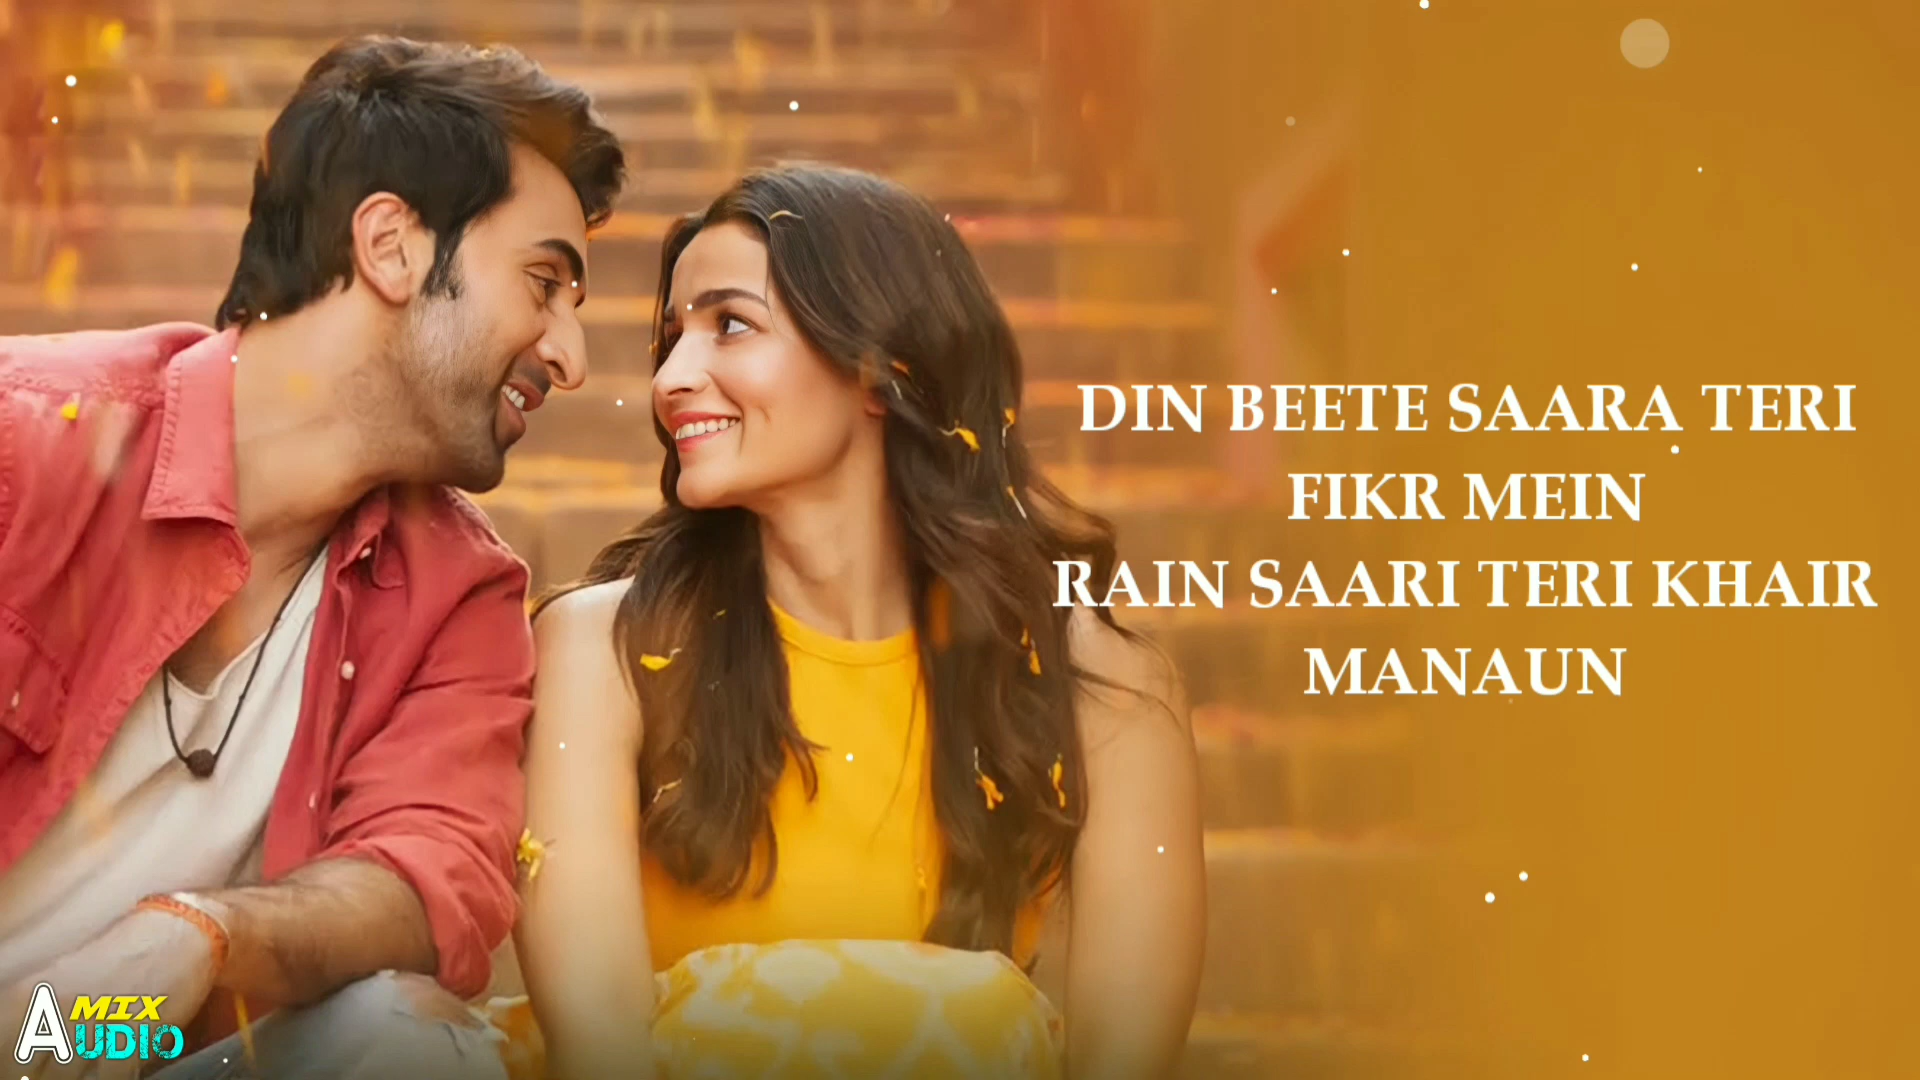 DIN BEETE SAARA TERI
FIKR MEIN
RAIN SAARI TERI KHAIR
MANAUN
MIX
AUDIO